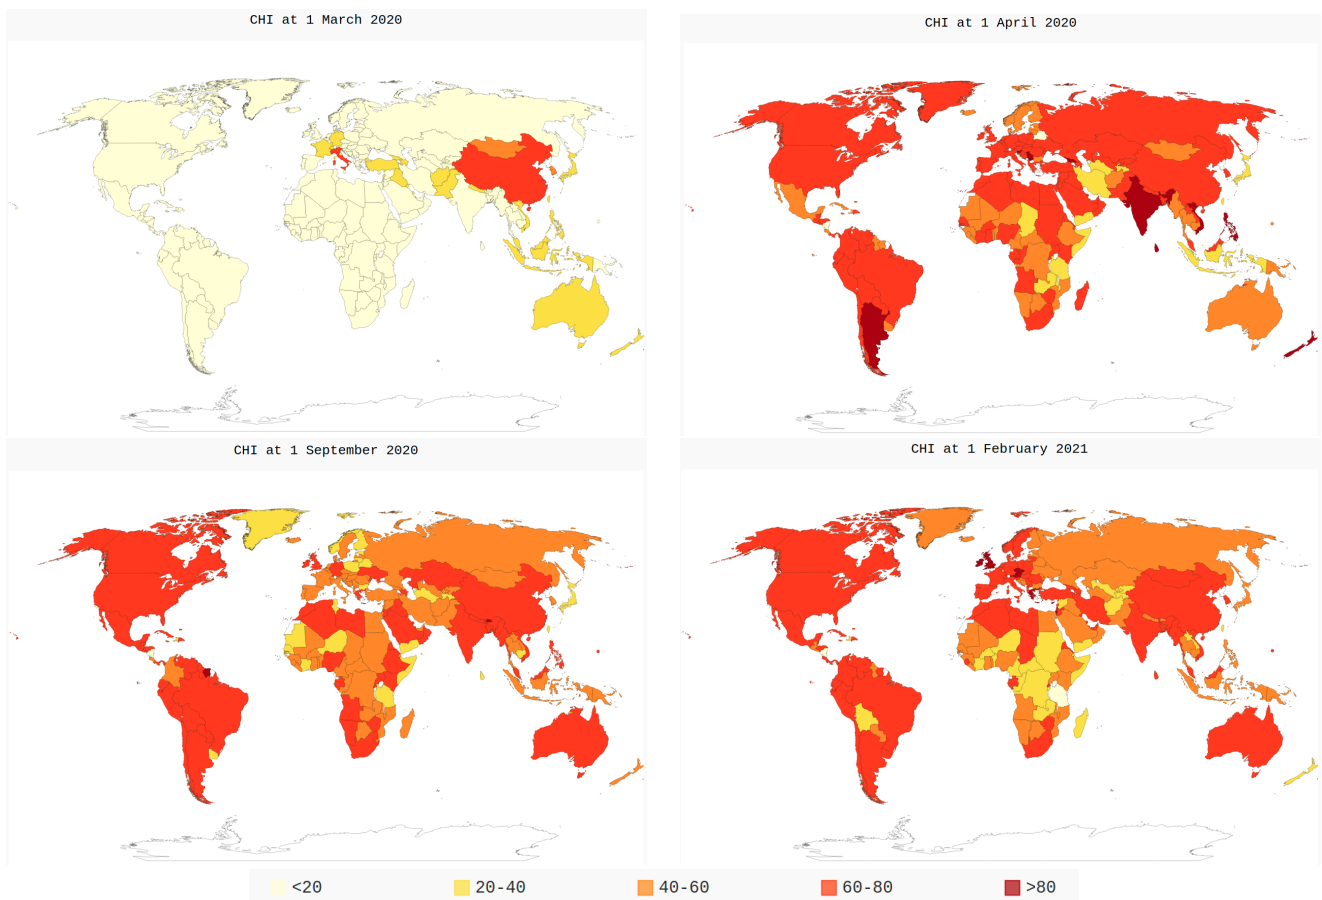 CHI at 1 March 2020
CHI at 1 April 2020
CHI at 1 September 2020
CHI at 1 February 2021
<20 20-40 40-60 60-80 >80